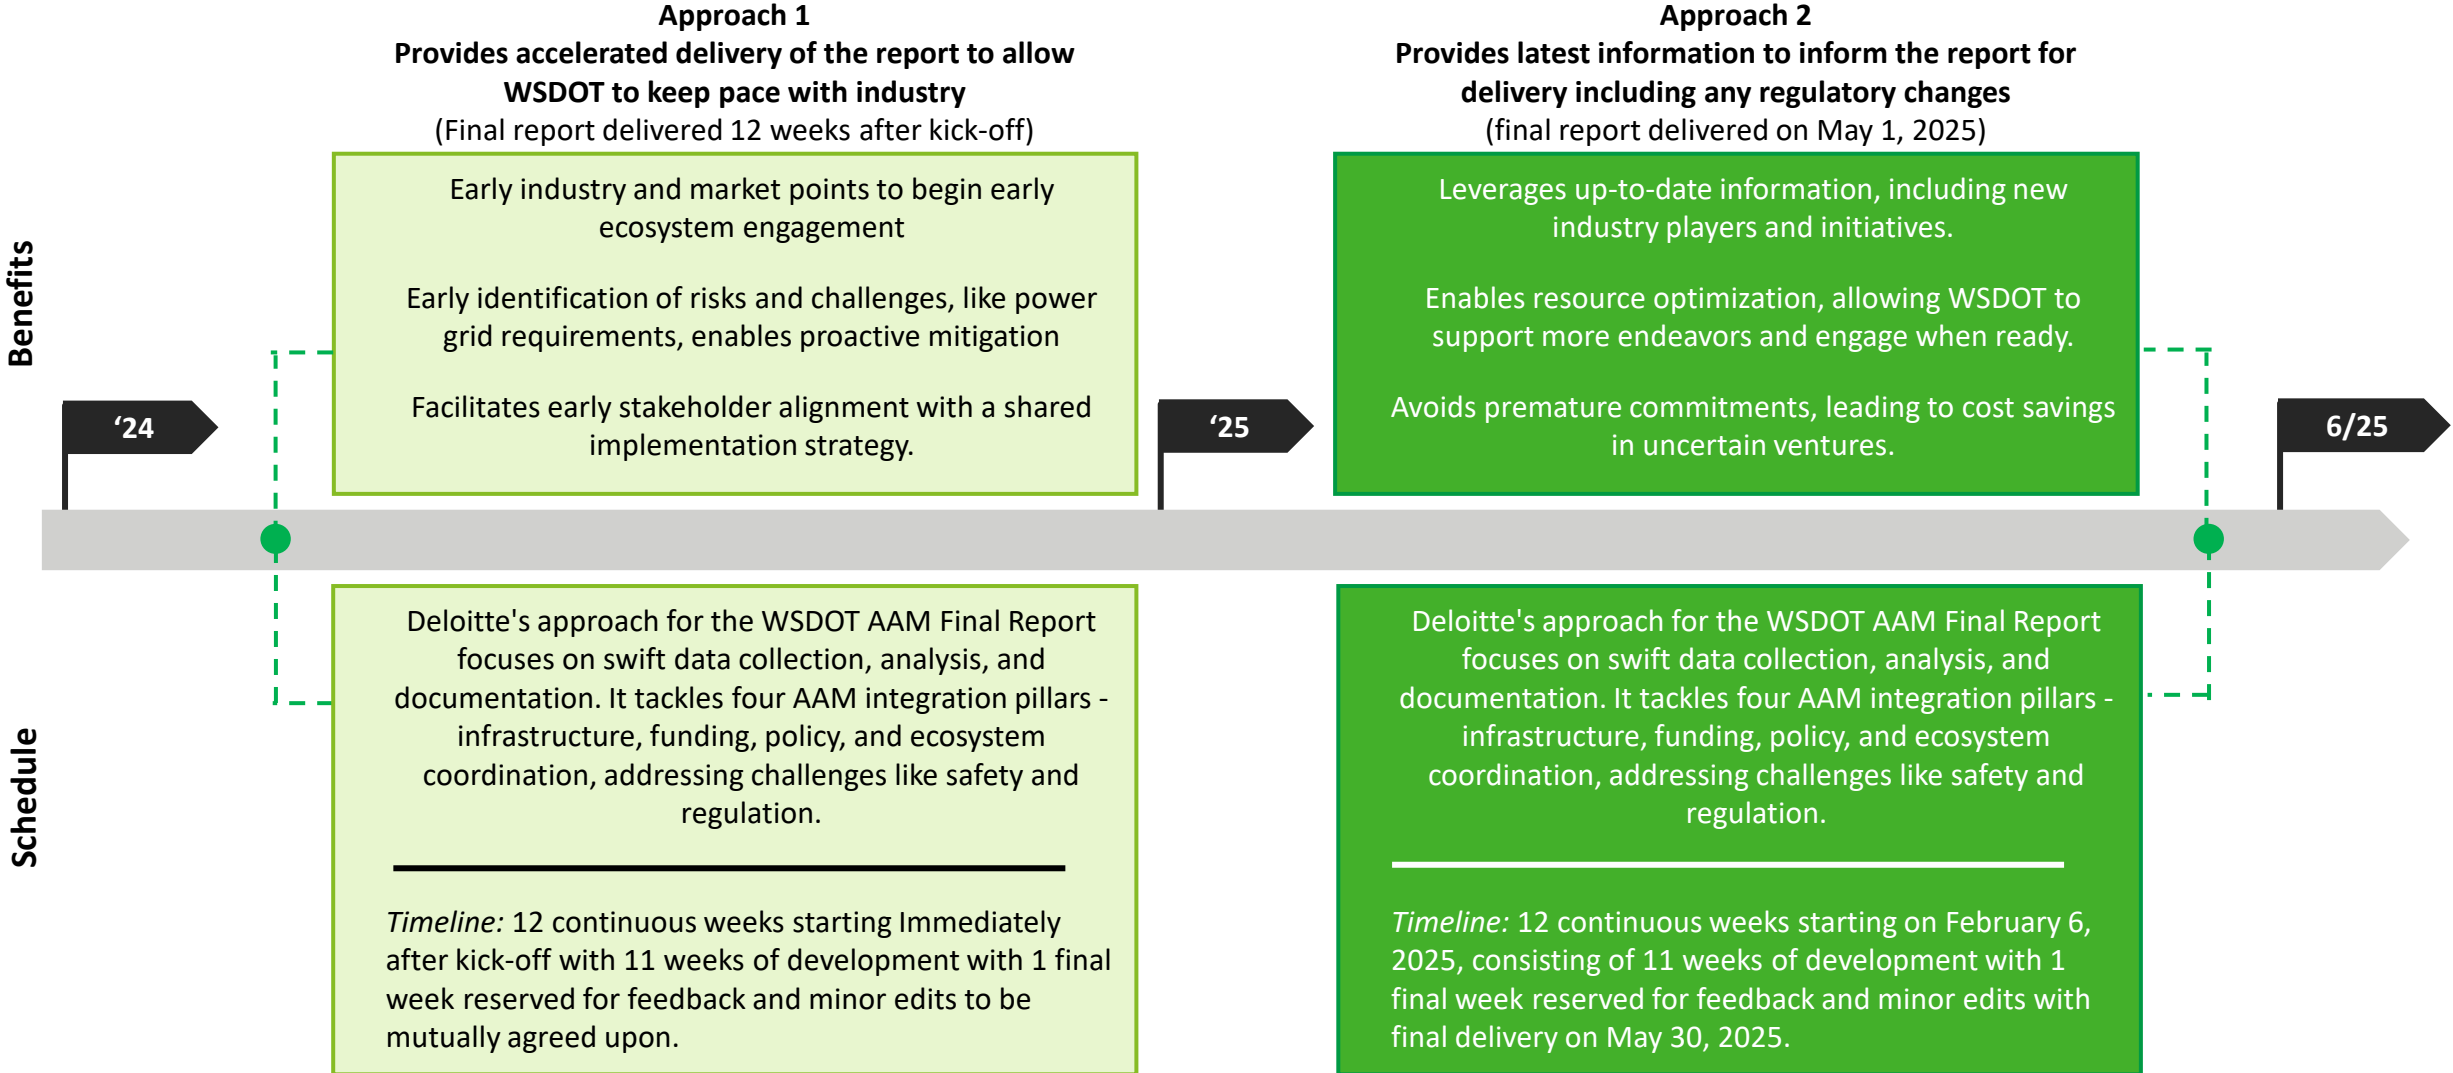 Approach 1
Provides accelerated delivery of the report to allow
WSDOT to keep pace with industry
(Final report delivered 12 weeks after kick-off)
Approach 2
Provides latest information to inform the report for
delivery including any regulatory changes
(final report delivered on May 1, 2025)
Benefits
Early industry and market points to begin early
ecosystem engagement
Early identification of risks and challenges, like power
grid requirements, enables proactive mitigation
Facilitates early stakeholder alignment with a shared
implementation strategy.
Leverages up-to-date information, including new
industry players and initiatives.
Enables resource optimization, allowing WSDOT to
support more endeavors and engage when ready.
Avoids premature commitments, leading to cost savings
in uncertain ventures.
‘24
‘25
6/25
Schedule
Deloitte's approach for the WSDOT AAM Final Report
focuses on swift data collection, analysis, and
documentation. It tackles four AAM integration pillars -
infrastructure, funding, policy, and ecosystem
coordination, addressing challenges like safety and
regulation.
Timeline: 12 continuous weeks starting Immediately
after kick-off with 11 weeks of development with 1 final
week reserved for feedback and minor edits to be
mutually agreed upon.
Deloitte's approach for the WSDOT AAM Final Report
focuses on swift data collection, analysis, and
documentation. It tackles four AAM integration pillars -
infrastructure, funding, policy, and ecosystem
coordination, addressing challenges like safety and
regulation.
Timeline: 12 continuous weeks starting on February 6,
2025, consisting of 11 weeks of development with 1
final week reserved for feedback and minor edits with
final delivery on May 30, 2025.